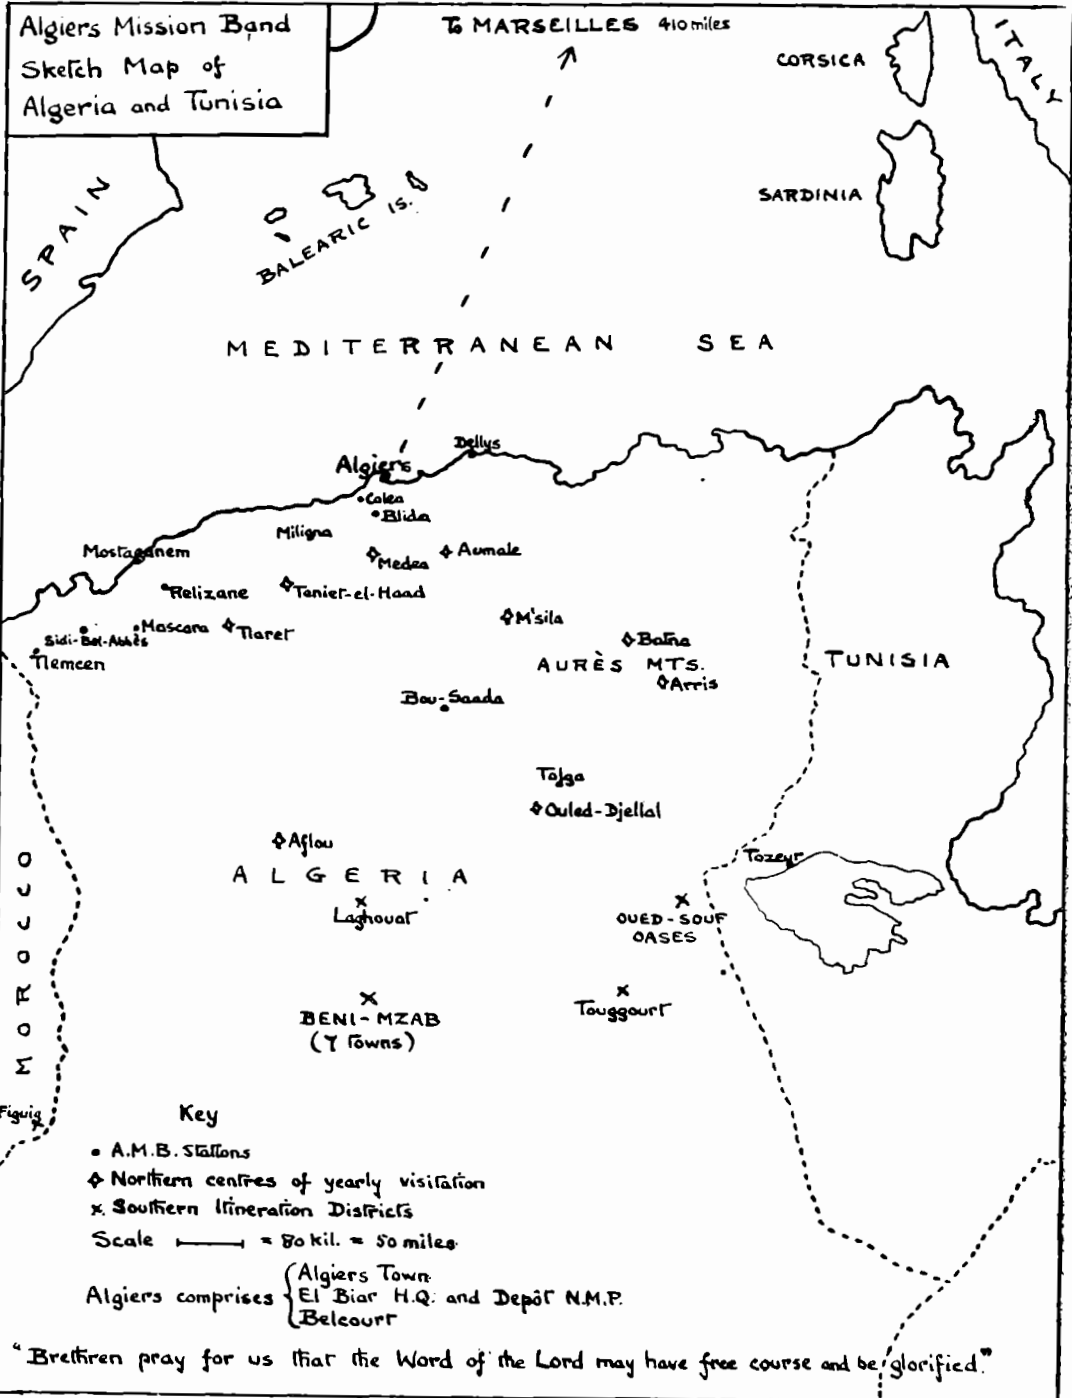 Algiers Mission Band
Sketch Map of
Algeria and Tunisia
To MARSEILLES 410 miles
CORSICA
ITALY
SARDINIA
SPAIN
BALEARIC IS.
MEDITERRANEAN SEA
Dellys
Algiers
Colea
Blida
Miligna
Mostaganem
Medea
Aumale
Relizane
Teniet-el-Haad
M'sila
Mascara
Tiaret
Sidi-Bel-Abbès
Tlemcen
Batna
AURÈS MTS.
TUNISIA
Arris
Bou-Saada
Tolga
Ouled-Djellal
Aflou
Tozeur
ALGERIA
Laghouat
OUED-SOUF
OASES
MOROCCO
BENI-MZAB
(7 Towns)
Touggourt
Figuig
Key
A.M.B. Stations
Northern centres of yearly visitation
Southern Itineration Districts
Scale = 80 kil. = 50 miles.
Algiers comprises
Algiers Town.
El Biar H.Q. and Depôt N.M.P.
Belcourt
"Brethren pray for us that the Word of the Lord may have free course and be glorified."